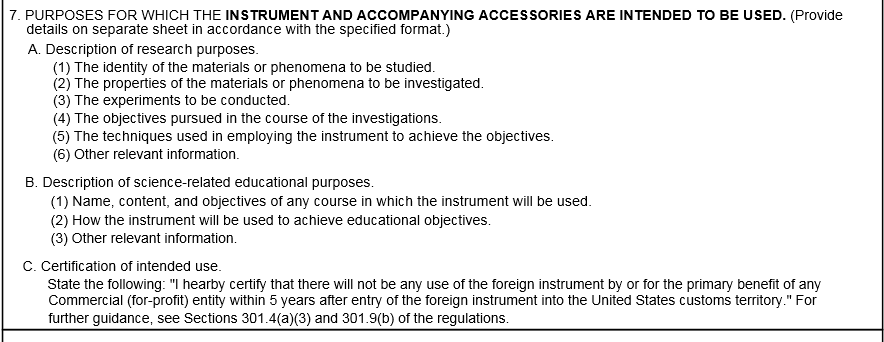 7. PURPOSES FOR WHICH THE INSTRUMENT AND ACCOMPANYING ACCESSORIES ARE INTENDED TO BE USED. (Provide
details on separate sheet in accordance with the specified format.)
A. Description of research purposes.
(1) The identity of the materials or phenomena to be studied.
(2) The properties of the materials or phenomena to be investigated.
(3) The experiments to be conducted.
(4) The objectives pursued in the course of the investigations.
(5) The techniques used in employing the instrument to achieve the objectives.
(6) Other relevant information.
B. Description of science-related educational purposes.
(1) Name, content, and objectives of any course in which the instrument will be used.
(2) How the instrument will be used to achieve educational objectives.
(3) Other relevant information.
C. Certification of intended use.
State the following: "I hearby certify that there will not be any use of the foreign instrument by or for the primary benefit of any
Commercial (for-profit) entity within 5 years after entry of the foreign instrument into the United States customs territory." For
further guidance, see Sections 301.4(a)(3) and 301.9(b) of the regulations.